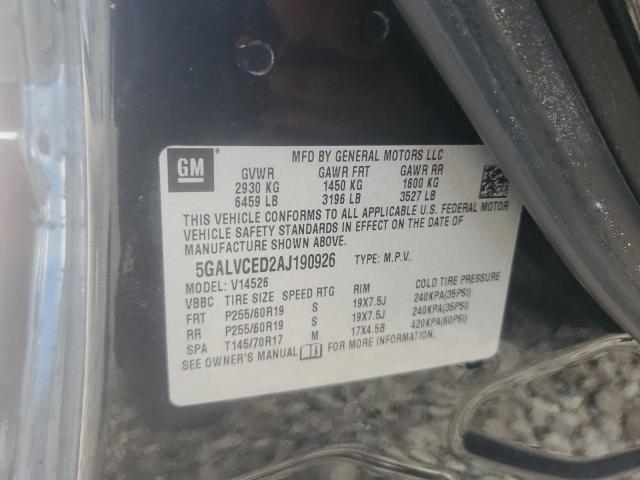 GM
MFD BY GENERAL MOTORS LLC
GVWR GAWR FRT GAWR RR
2930 KG 1450 KG 1600 KG
6459 LB 3196 LB 3527 LB
THIS VEHICLE CONFORMS TO ALL APPLICABLE U.S. FEDERAL MOTOR
VEHICLE SAFETY STANDARDS IN EFFECT ON THE DATE OF
MANUFACTURE SHOWN ABOVE.
5GALVCED2AJ190926 TYPE: M.P.V.
MODEL: V14526
VBBC TIRE SIZE SPEED RTG RIM COLD TIRE PRESSURE
FRT P255/60R19 S 19X7.5J 240KPA(35PSI)
RR P255/60R19 S 19X7.5J 240KPA(35PSI)
SPA T145/70R17 M 17X4.5B 420KPA(60PSI)
SEE OWNER'S MANUAL FOR MORE INFORMATION.